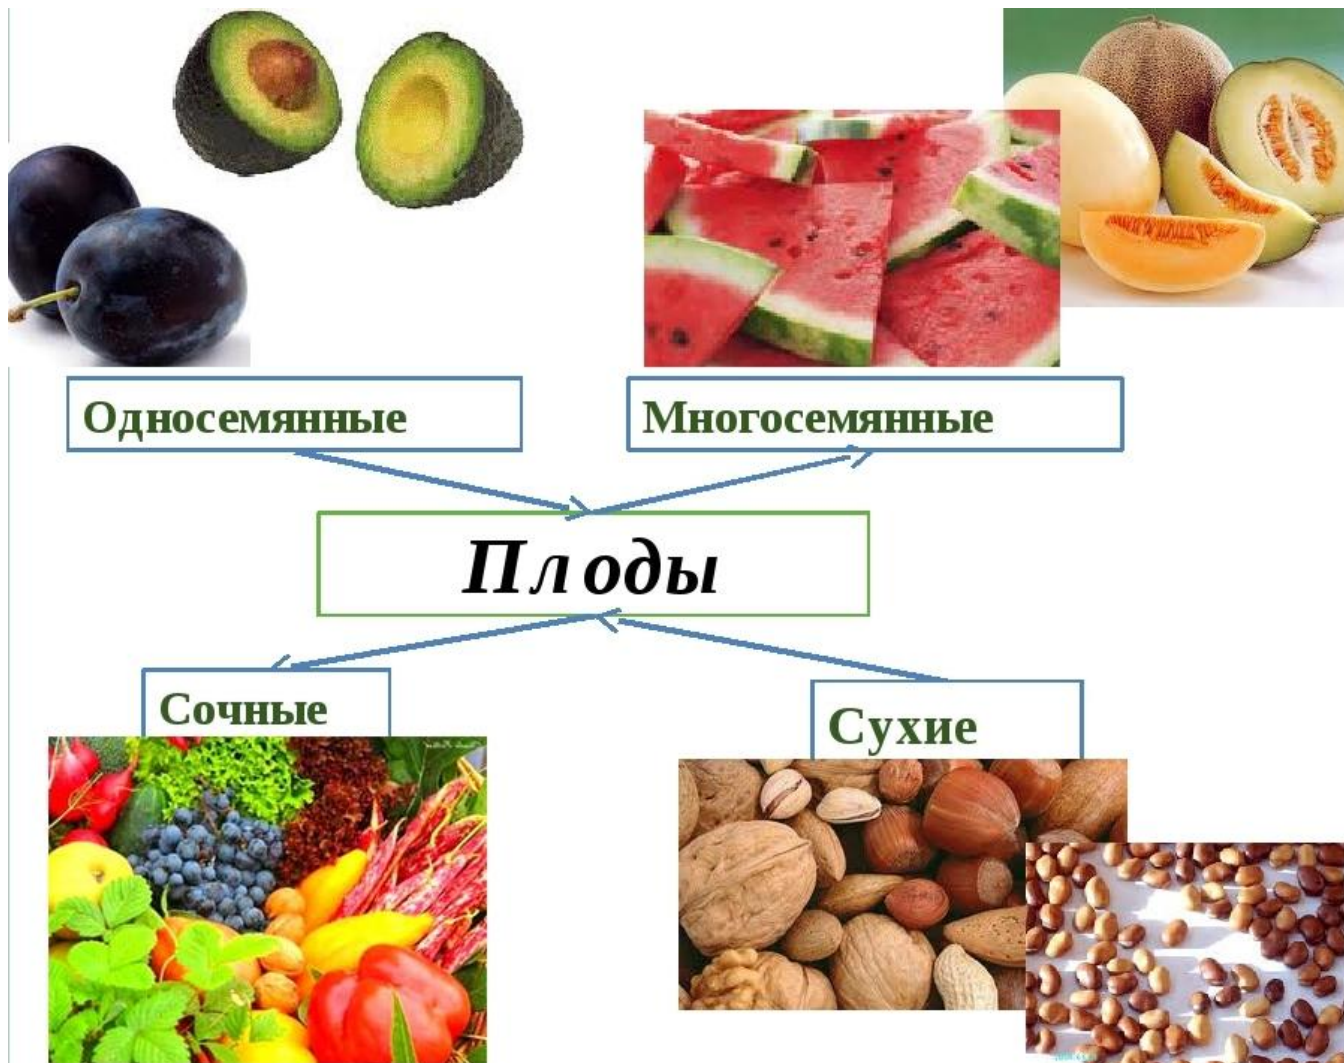 Односемянные
Многосемянные
Плоды
Сочные
Сухие